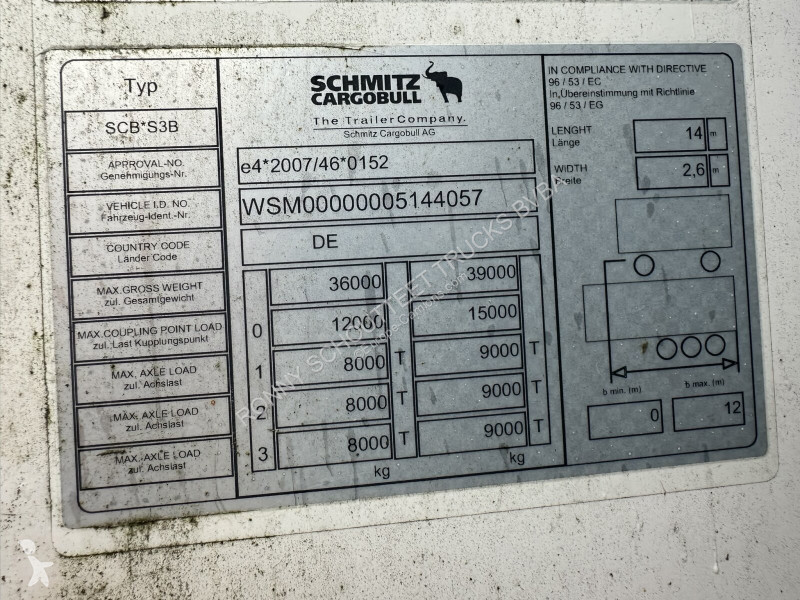 Typ
SCB*S3B
APPROVAL-NO.
Genehmigungs-Nr.
VEHICLE I.D. NO.
Fahrzeug-Ident.-Nr.
COUNTRY CODE
Länder Code
MAX.GROSS WEIGHT
zul. Gesamtgewicht
MAX.COUPLING POINT LOAD
zul. Last Kupplungspunkt
MAX. AXLE LOAD
zul. Achslast
MAX. AXLE LOAD
zul. Achslast
MAX. AXLE LOAD
zul. Achslast
SCHMITZ
CARGOBULL
The TrailerCompany.
Schmitz Cargobull AG
e4*2007/46*0152
WSM00000005144057
DE
36000 39000
0 12000 15000
1 8000 T 9000 T
2 8000 T 9000 T
3 8000 T 9000 T
kg kg
IN COMPLIANCE WITH DIRECTIVE
96 / 53 / EC
In,Übereinstimmung mit Richtlinie
96 / 53 / EG
LENGHT
Länge
14 m
WIDTH
Breite
2,6 m
b min. (m) b max. (m)
0 12
RONNY SCHOLTEET TRUCKS BVBA